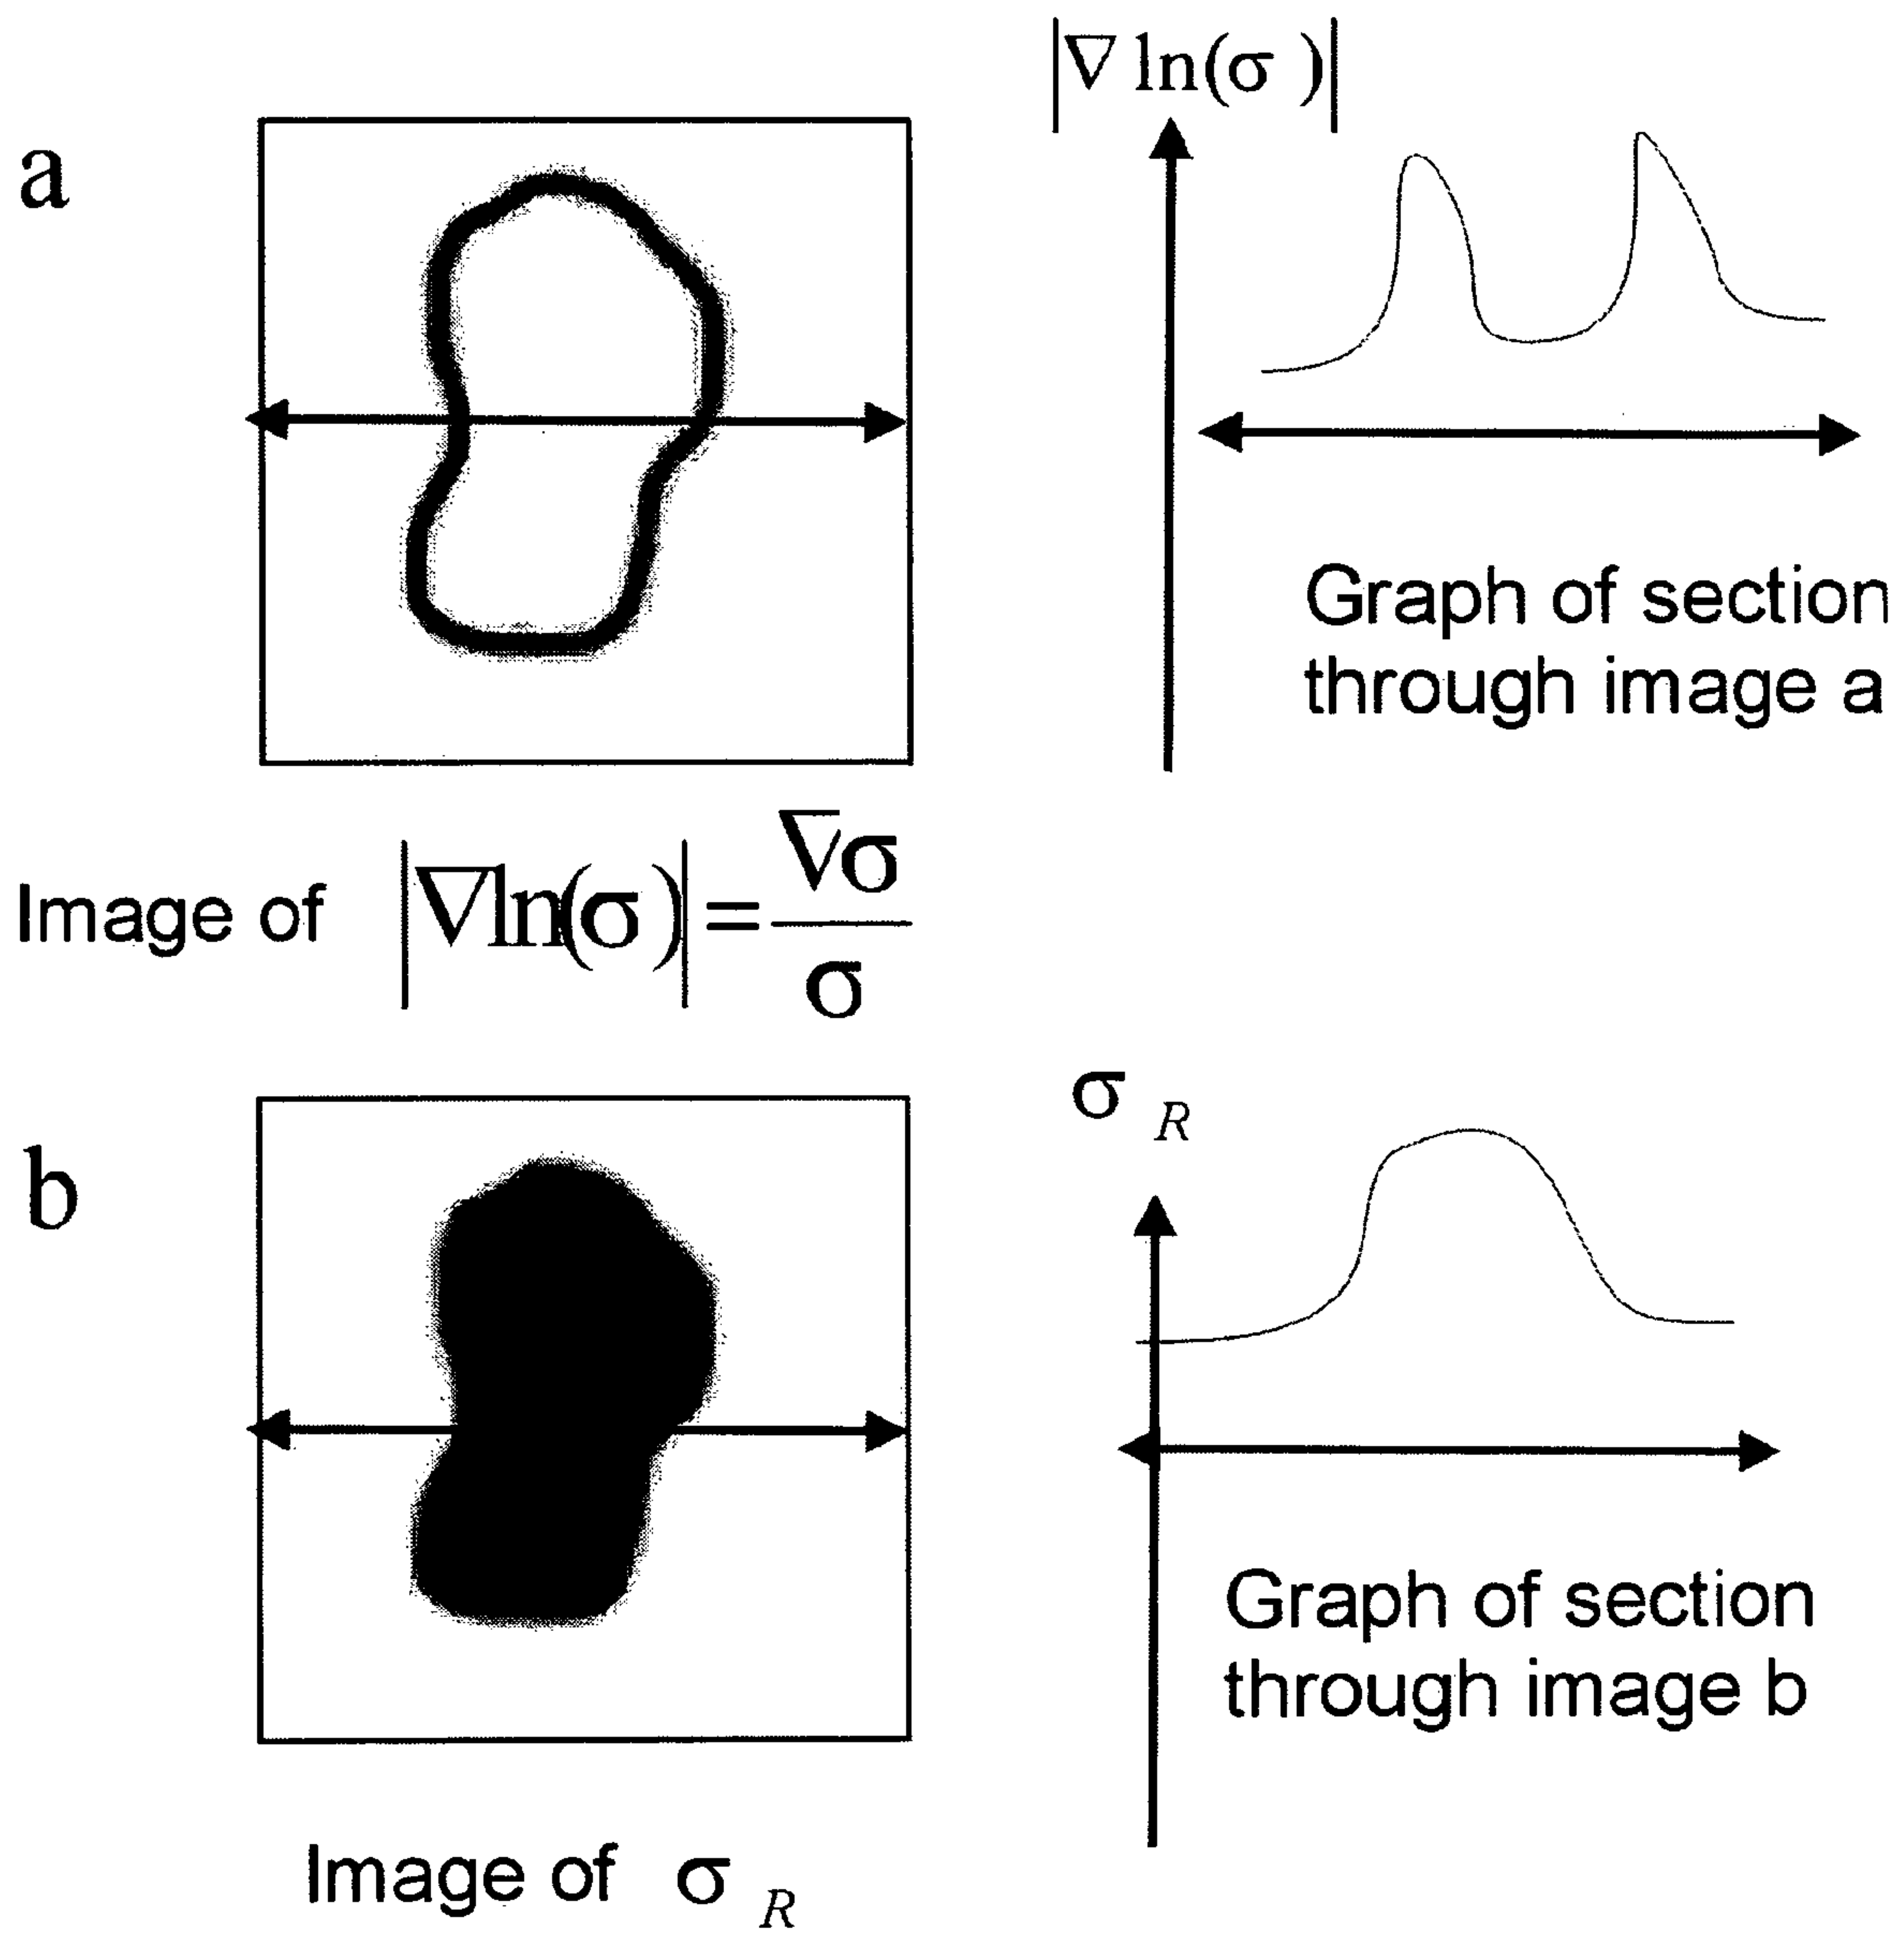 a
|∇ ln(σ )|
Graph of section
through image a
Image of |∇ln(σ )| = ∇σ / σ
b
σ R
Graph of section
through image b
Image of σ R